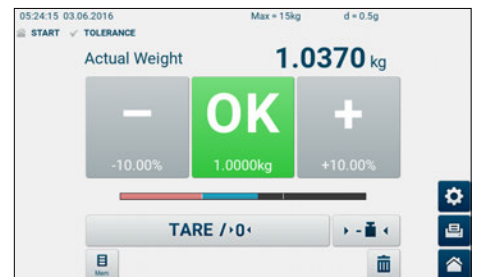 05:24:15 03.06.2016 Max = 15kg d = 0.5g
START TOLERANCE
Actual Weight 1.0370 kg
− OK +
-10.00% 1.0000kg +10.00%
TARE / 0
Mem